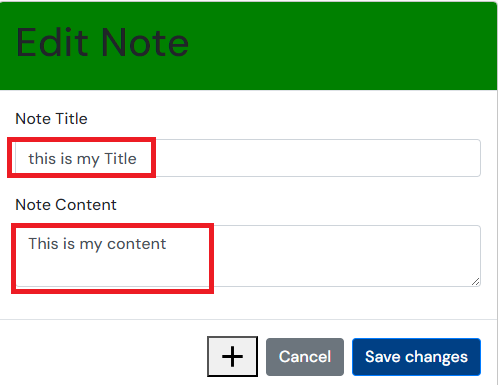 Edit Note
Note Title
this is my Title
Note Content
This is my content
+ Cancel Save changes